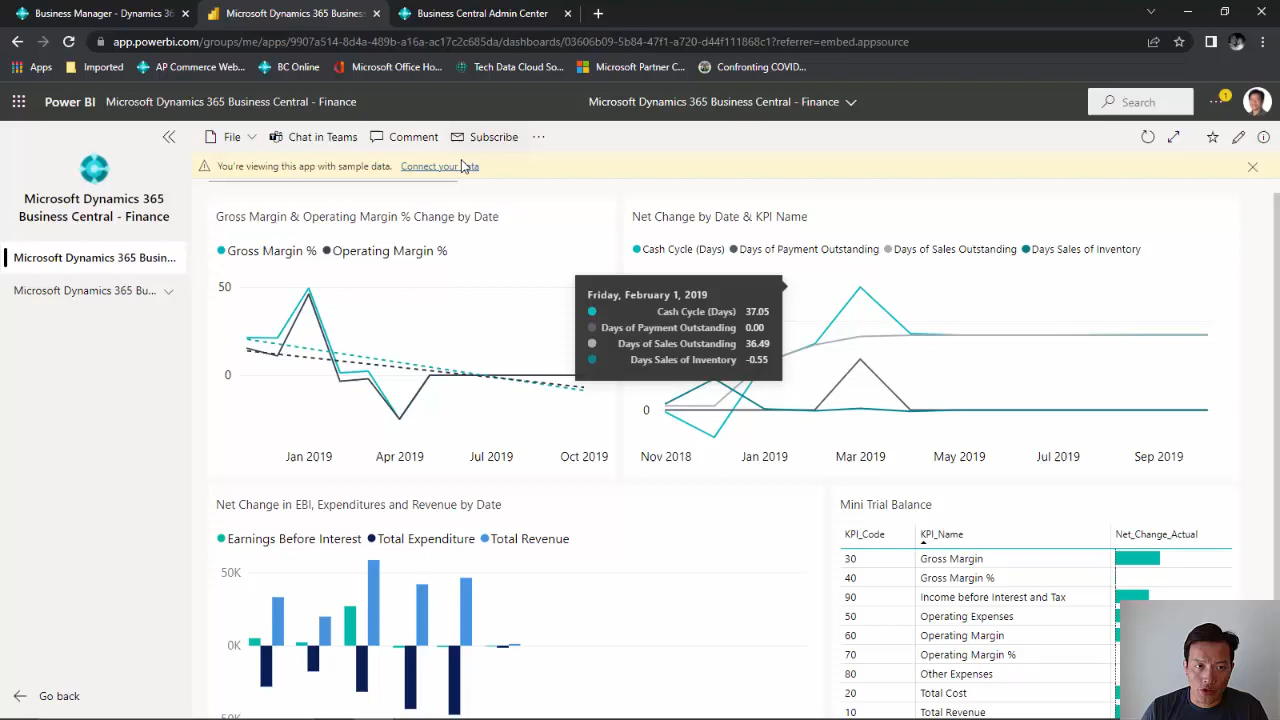 Business Manager - Dynamics 36
Microsoft Dynamics 365 Business
Business Central Admin Center
app.powerbi.com/groups/me/apps/9907a514-8d4a-489b-a16a-ac17c2c685da/dashboards/03606b09-5b84-47f1-a720-d44f111868c1?referrer=embed.appsource
Apps
Imported
AP Commerce Web...
BC Online
Microsoft Office Ho...
Tech Data Cloud So...
Microsoft Partner C...
Confronting COVID...
Power BI
Microsoft Dynamics 365 Business Central - Finance
Microsoft Dynamics 365 Business Central - Finance
Search
1
File
Chat in Teams
Comment
Subscribe
You're viewing this app with sample data. Connect your data
Microsoft Dynamics 365
Business Central - Finance
Microsoft Dynamics 365 Busin...
Microsoft Dynamics 365 Bu...
Go back
Gross Margin & Operating Margin % Change by Date
Gross Margin % Operating Margin %
50
0
Jan 2019 Apr 2019 Jul 2019 Oct 2019
Net Change by Date & KPI Name
Cash Cycle (Days) Days of Payment Outstanding Days of Sales Outstanding Days Sales of Inventory
Friday, February 1, 2019
Cash Cycle (Days) 37.05
Days of Payment Outstanding 0.00
Days of Sales Outstanding 36.49
Days Sales of Inventory -0.55
0
Nov 2018 Jan 2019 Mar 2019 May 2019 Jul 2019 Sep 2019
Net Change in EBI, Expenditures and Revenue by Date
Earnings Before Interest Total Expenditure Total Revenue
50K
0K
50K
Mini Trial Balance
KPI_Code KPI_Name Net_Change_Actual
30 Gross Margin
40 Gross Margin %
90 Income before Interest and Tax
50 Operating Expenses
60 Operating Margin
70 Operating Margin %
80 Other Expenses
20 Total Cost
10 Total Revenue